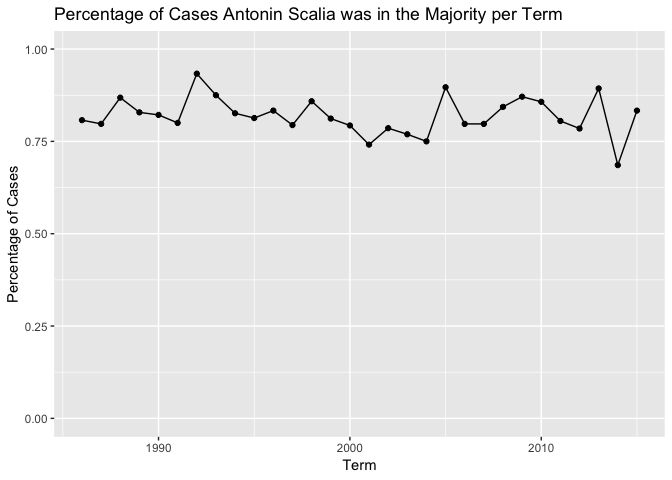 Percentage of Cases Antonin Scalia was in the Majority per Term
1.00
0.75
0.50
0.25
0.00
Percentage of Cases
1990 2000 2010
Term